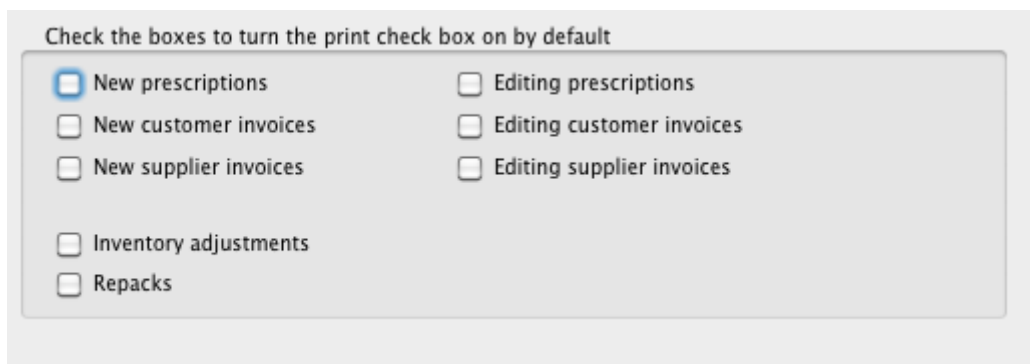 Check the boxes to turn the print check box on by default
New prescriptions
Editing prescriptions
New customer invoices
Editing customer invoices
New supplier invoices
Editing supplier invoices
Inventory adjustments
Repacks